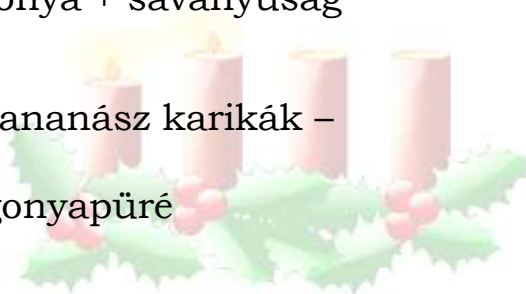 onya + savanyúság
ananász karikák –
gonyapüré